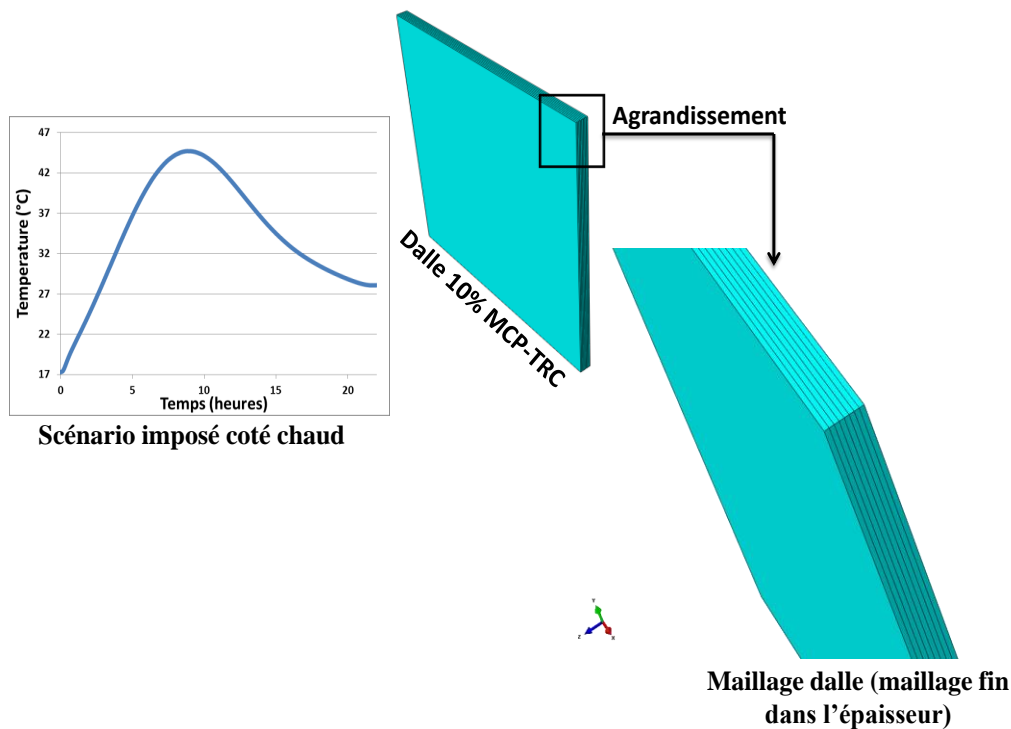 Agrandissement
Dalle 10% MCP-TRC
Temperature (°C)
47
42
37
32
27
22
17
0
5
10
15
20
Temps (heures)
Scénario imposé coté chaud
Y
Z
X
Maillage dalle (maillage fin
dans l'épaisseur)